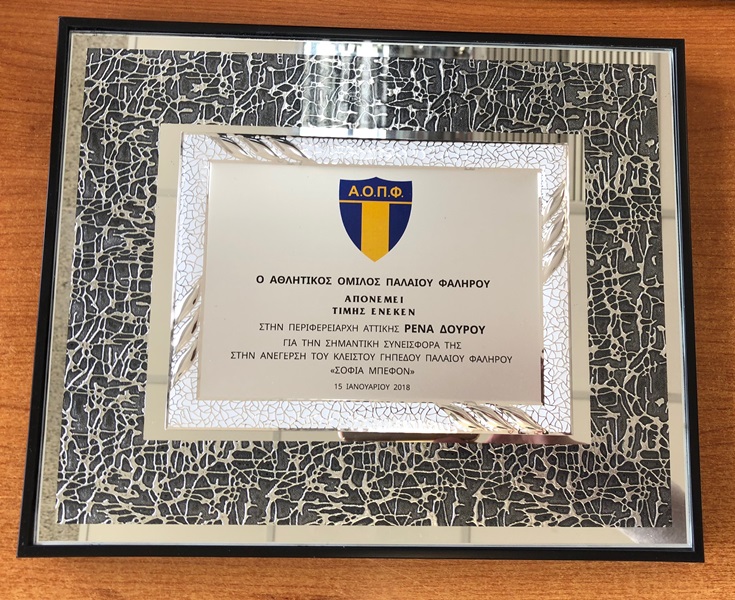 Α.Ο.Π.Φ.
Ο ΑΘΛΗΤΙΚΟΣ ΟΜΙΛΟΣ ΠΑΛΑΙΟΥ ΦΑΛΗΡΟΥ
ΑΠΟΝΕΜΕΙ
ΤΙΜΗΣ ΕΝΕΚΕΝ
ΣΤΗΝ ΠΕΡΙΦΕΡΕΙΑΡΧΗ ΑΤΤΙΚΗΣ ΡΕΝΑ ΔΟΥΡΟΥ
ΓΙΑ ΤΗΝ ΣΗΜΑΝΤΙΚΗ ΣΥΝΕΙΣΦΟΡΑ ΤΗΣ
ΣΤΗΝ ΑΝΕΓΕΡΣΗ ΤΟΥ ΚΛΕΙΣΤΟΥ ΓΗΠΕΔΟΥ ΠΑΛΑΙΟΥ ΦΑΛΗΡΟΥ
«ΣΟΦΙΑ ΜΠΕΦΟΝ»
15 ΙΑΝΟΥΑΡΙΟΥ 2018